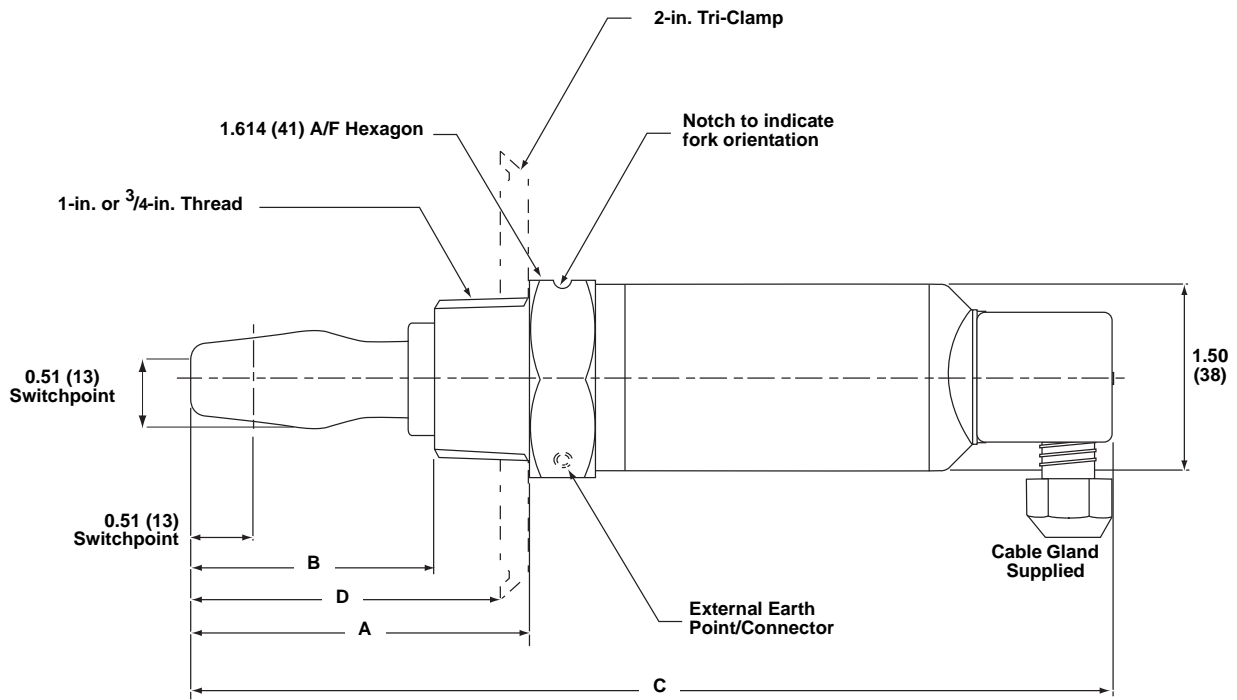 2-in. Tri-Clamp
1.614 (41) A/F Hexagon
Notch to indicate
fork orientation
1-in. or 3/4-in. Thread
0.51 (13)
Switchpoint
1.50
(38)
0.51 (13)
Switchpoint
B
D
A
C
Cable Gland
Supplied
External Earth
Point/Connector